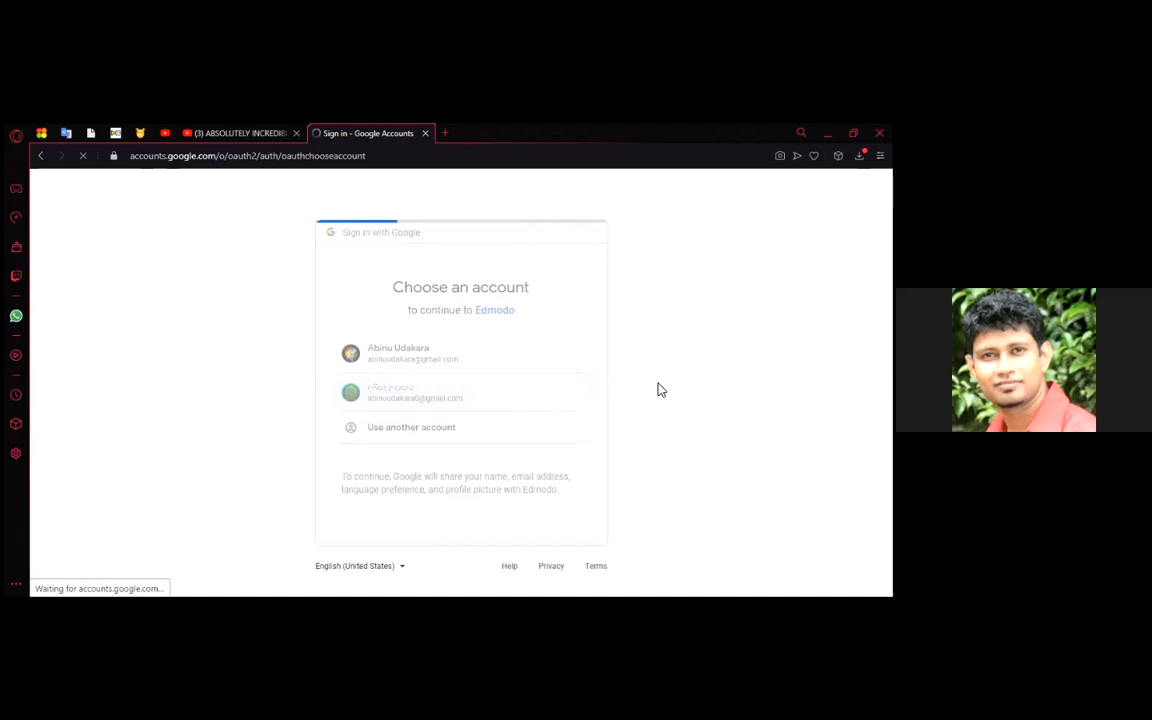 (3) ABSOLUTELY INCREDIB
Sign in - Google Accounts
accounts.google.com/o/oauth2/auth/oauthchooseaccount
Sign in with Google
Choose an account
to continue to Edmodo
Abinu Udakara
abinuudakara@gmail.com
abinuudakara0@gmail.com
Use another account
To continue, Google will share your name, email address,
language preference, and profile picture with Edmodo.
English (United States)
Help
Privacy
Terms
Waiting for accounts.google.com...